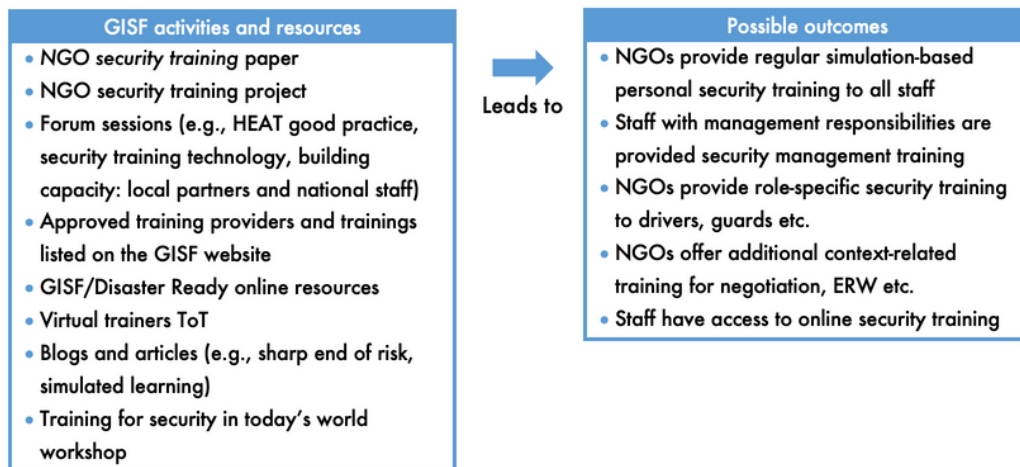 GISF activities and resources
• NGO security training paper
• NGO security training project
• Forum sessions (e.g., HEAT good practice,
security training technology, building
capacity: local partners and national staff)
• Approved training providers and trainings
listed on the GISF website
• GISF/Disaster Ready online resources
• Virtual trainers ToT
• Blogs and articles (e.g., sharp end of risk,
simulated learning)
• Training for security in today's world
workshop
Leads to
Possible outcomes
• NGOs provide regular simulation-based
personal security training to all staff
• Staff with management responsibilities are
provided security management training
• NGOs provide role-specific security training
to drivers, guards etc.
• NGOs offer additional context-related
training for negotiation, ERW etc.
• Staff have access to online security training